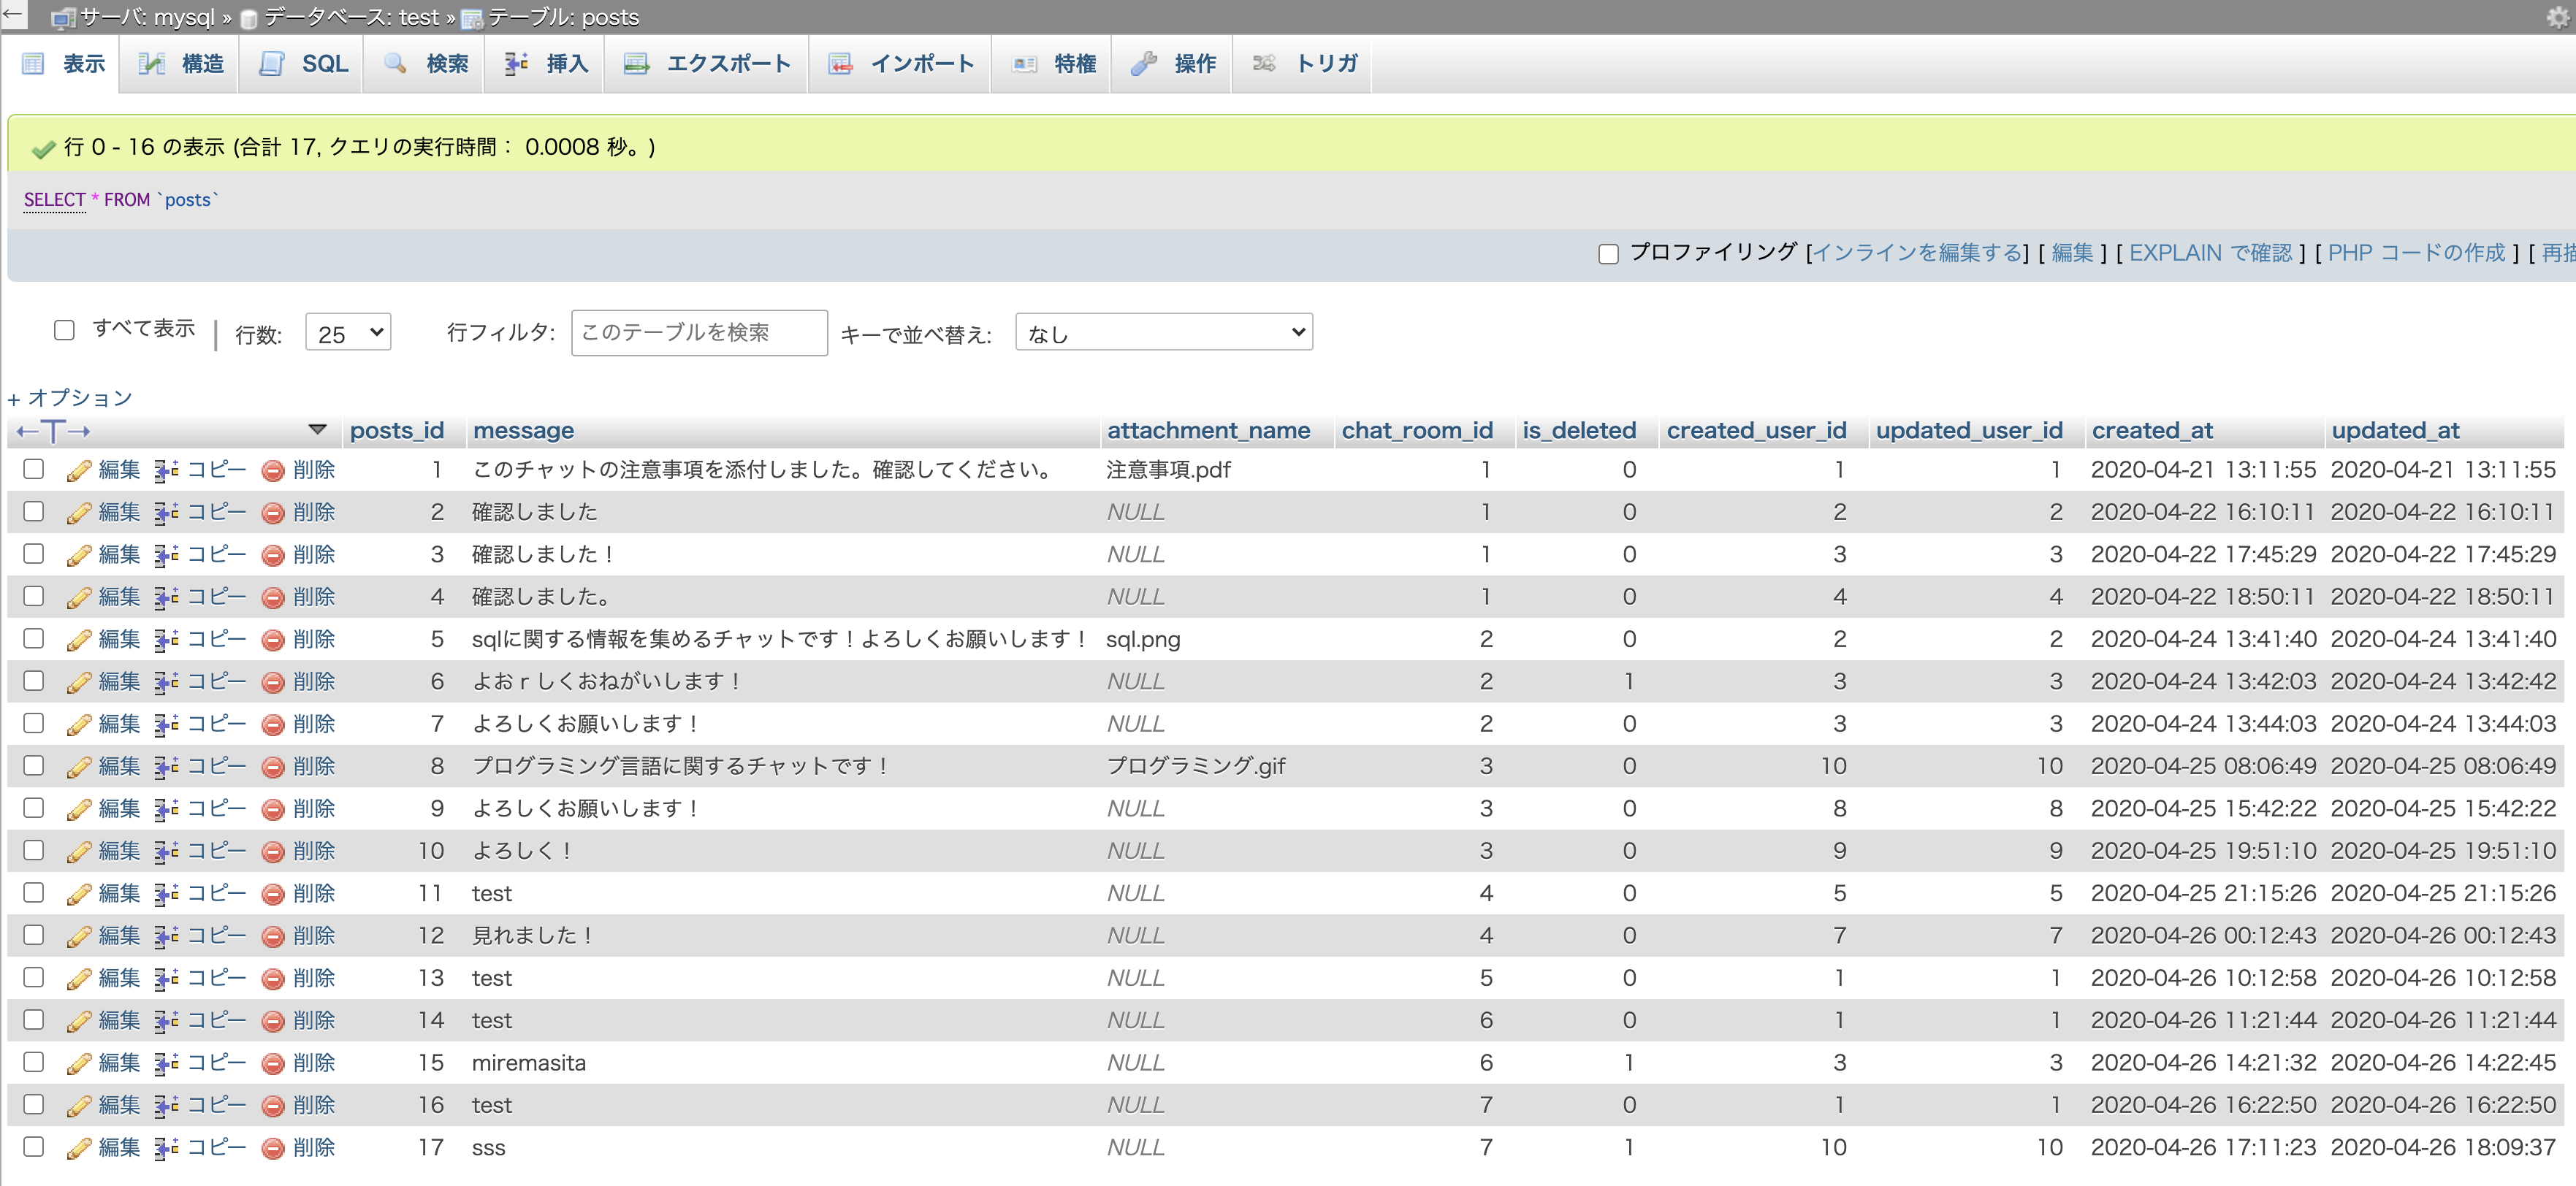 サーバ: mysql » データベース: test » テーブル: posts
表示 構造 SQL 検索 挿入 エクスポート インポート 特権 操作 トリガ
行 0 - 16 の表示 (合計 17, クエリの実行時間： 0.0008 秒。)
SELECT * FROM `posts`
プロファイリング [インラインを編集する] [ 編集 ] [ EXPLAIN で確認 ] [ PHP コードの作成 ] [ 再描
すべて表示 | 行数: 25 行フィルタ: このテーブルを検索 キーで並べ替え: なし
+ オプション
←T→ posts_id message attachment_name chat_room_id is_deleted created_user_id updated_user_id created_at updated_at
編集 コピー 削除 1 このチャットの注意事項を添付しました。確認してください。 注意事項.pdf 1 0 1 1 2020-04-21 13:11:55 2020-04-21 13:11:55
編集 コピー 削除 2 確認しました NULL 1 0 2 2 2020-04-22 16:10:11 2020-04-22 16:10:11
編集 コピー 削除 3 確認しました！ NULL 1 0 3 3 2020-04-22 17:45:29 2020-04-22 17:45:29
編集 コピー 削除 4 確認しました。 NULL 1 0 4 4 2020-04-22 18:50:11 2020-04-22 18:50:11
編集 コピー 削除 5 sqlに関する情報を集めるチャットです！よろしくお願いします！ sql.png 2 0 2 2 2020-04-24 13:41:40 2020-04-24 13:41:40
編集 コピー 削除 6 よおｒしくおねがいします！ NULL 2 1 3 3 2020-04-24 13:42:03 2020-04-24 13:42:42
編集 コピー 削除 7 よろしくお願いします！ NULL 2 0 3 3 2020-04-24 13:44:03 2020-04-24 13:44:03
編集 コピー 削除 8 プログラミング言語に関するチャットです！ プログラミング.gif 3 0 10 10 2020-04-25 08:06:49 2020-04-25 08:06:49
編集 コピー 削除 9 よろしくお願いします！ NULL 3 0 8 8 2020-04-25 15:42:22 2020-04-25 15:42:22
編集 コピー 削除 10 よろしく！ NULL 3 0 9 9 2020-04-25 19:51:10 2020-04-25 19:51:10
編集 コピー 削除 11 test NULL 4 0 5 5 2020-04-25 21:15:26 2020-04-25 21:15:26
編集 コピー 削除 12 見れました！ NULL 4 0 7 7 2020-04-26 00:12:43 2020-04-26 00:12:43
編集 コピー 削除 13 test NULL 5 0 1 1 2020-04-26 10:12:58 2020-04-26 10:12:58
編集 コピー 削除 14 test NULL 6 0 1 1 2020-04-26 11:21:44 2020-04-26 11:21:44
編集 コピー 削除 15 miremasita NULL 6 1 3 3 2020-04-26 14:21:32 2020-04-26 14:22:45
編集 コピー 削除 16 test NULL 7 0 1 1 2020-04-26 16:22:50 2020-04-26 16:22:50
編集 コピー 削除 17 sss NULL 7 1 10 10 2020-04-26 17:11:23 2020-04-26 18:09:37